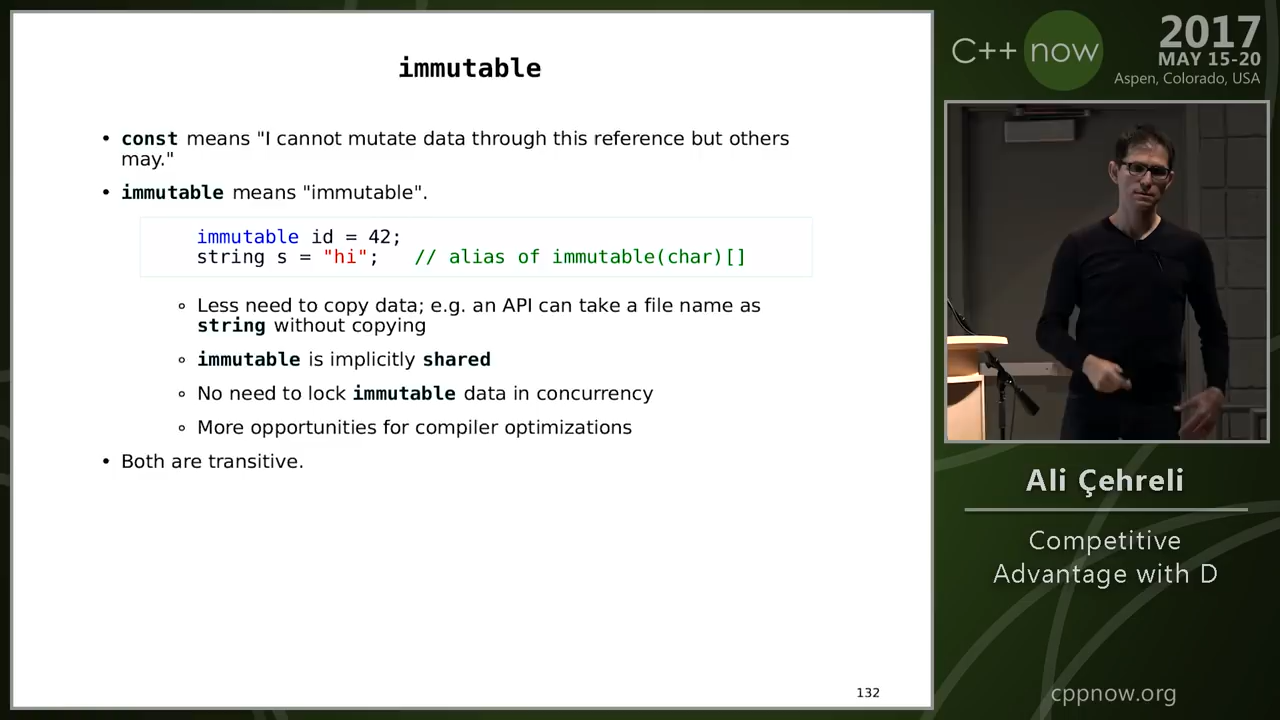 immutable
• const means "I cannot mutate data through this reference but others
may."
• immutable means "immutable".
immutable id = 42;
string s = "hi";   // alias of immutable(char)[]
◦ Less need to copy data; e.g. an API can take a file name as
string without copying
◦ immutable is implicitly shared
◦ No need to lock immutable data in concurrency
◦ More opportunities for compiler optimizations
• Both are transitive.
132
C++ now
2017
MAY 15-20
Aspen, Colorado, USA
Ali Çehreli
Competitive
Advantage with D
cppnow.org